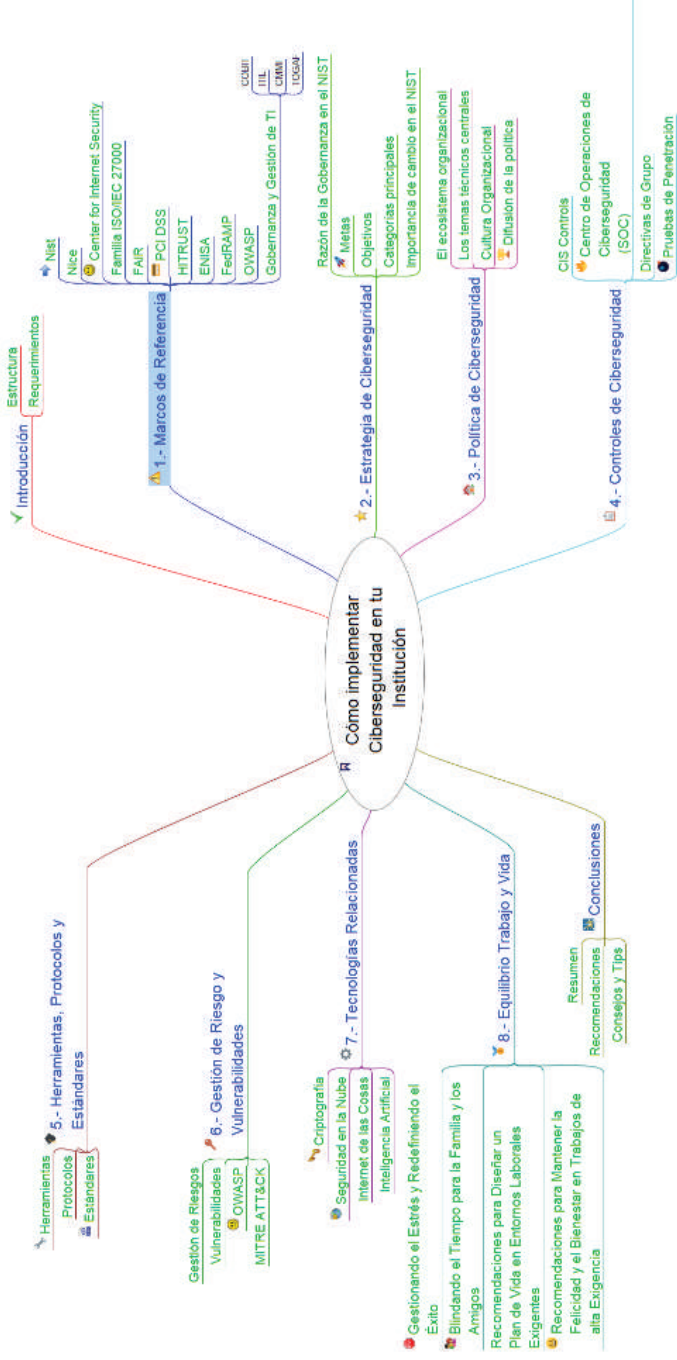 Cómo implementar
Ciberseguridad en tu
Institución
Introducción
Estructura
Requerimientos
1.- Marcos de Referencia
Nist
Nice
Center for Internet Security
Familia ISO/IEC 27000
FAIR
PCI DSS
HITRUST
ENISA
FedRAMP
OWASP
Gobernanza y Gestión de TI
COBIT
ITIL
CMMI
TOGAF
2.- Estrategia de Ciberseguridad
Razón de la Gobernanza en el NIST
Metas
Objetivos
Categorías principales
Importancia de cambio en el NIST
3.- Política de Ciberseguridad
El ecosistema organizacional
Los temas técnicos centrales
Cultura Organizacional
Difusión de la política
4.- Controles de Ciberseguridad
CIS Controls
Centro de Operaciones de
Ciberseguridad
(SOC)
Directivas de Grupo
Pruebas de Penetración
5.- Herramientas, Protocolos y
Estándares
Herramientas
Protocolos
Estándares
6.- Gestión de Riesgo y
Vulnerabilidades
Gestión de Riesgos
Vulnerabilidades
OWASP
MITRE ATT&CK
7.- Tecnologías Relacionadas
Criptografía
Seguridad en la Nube
Internet de las Cosas
Inteligencia Artificial
8.- Equilibrio Trabajo y Vida
Gestionando el Estrés y Redefiniendo el
Éxito
Blindando el Tiempo para la Familia y los
Amigos
Recomendaciones para Diseñar un
Plan de Vida en Entornos Laborales
Exigentes
Recomendaciones para Mantener la
Felicidad y el Bienestar en Trabajos de
alta Exigencia
Conclusiones
Resumen
Recomendaciones
Consejos y Tips